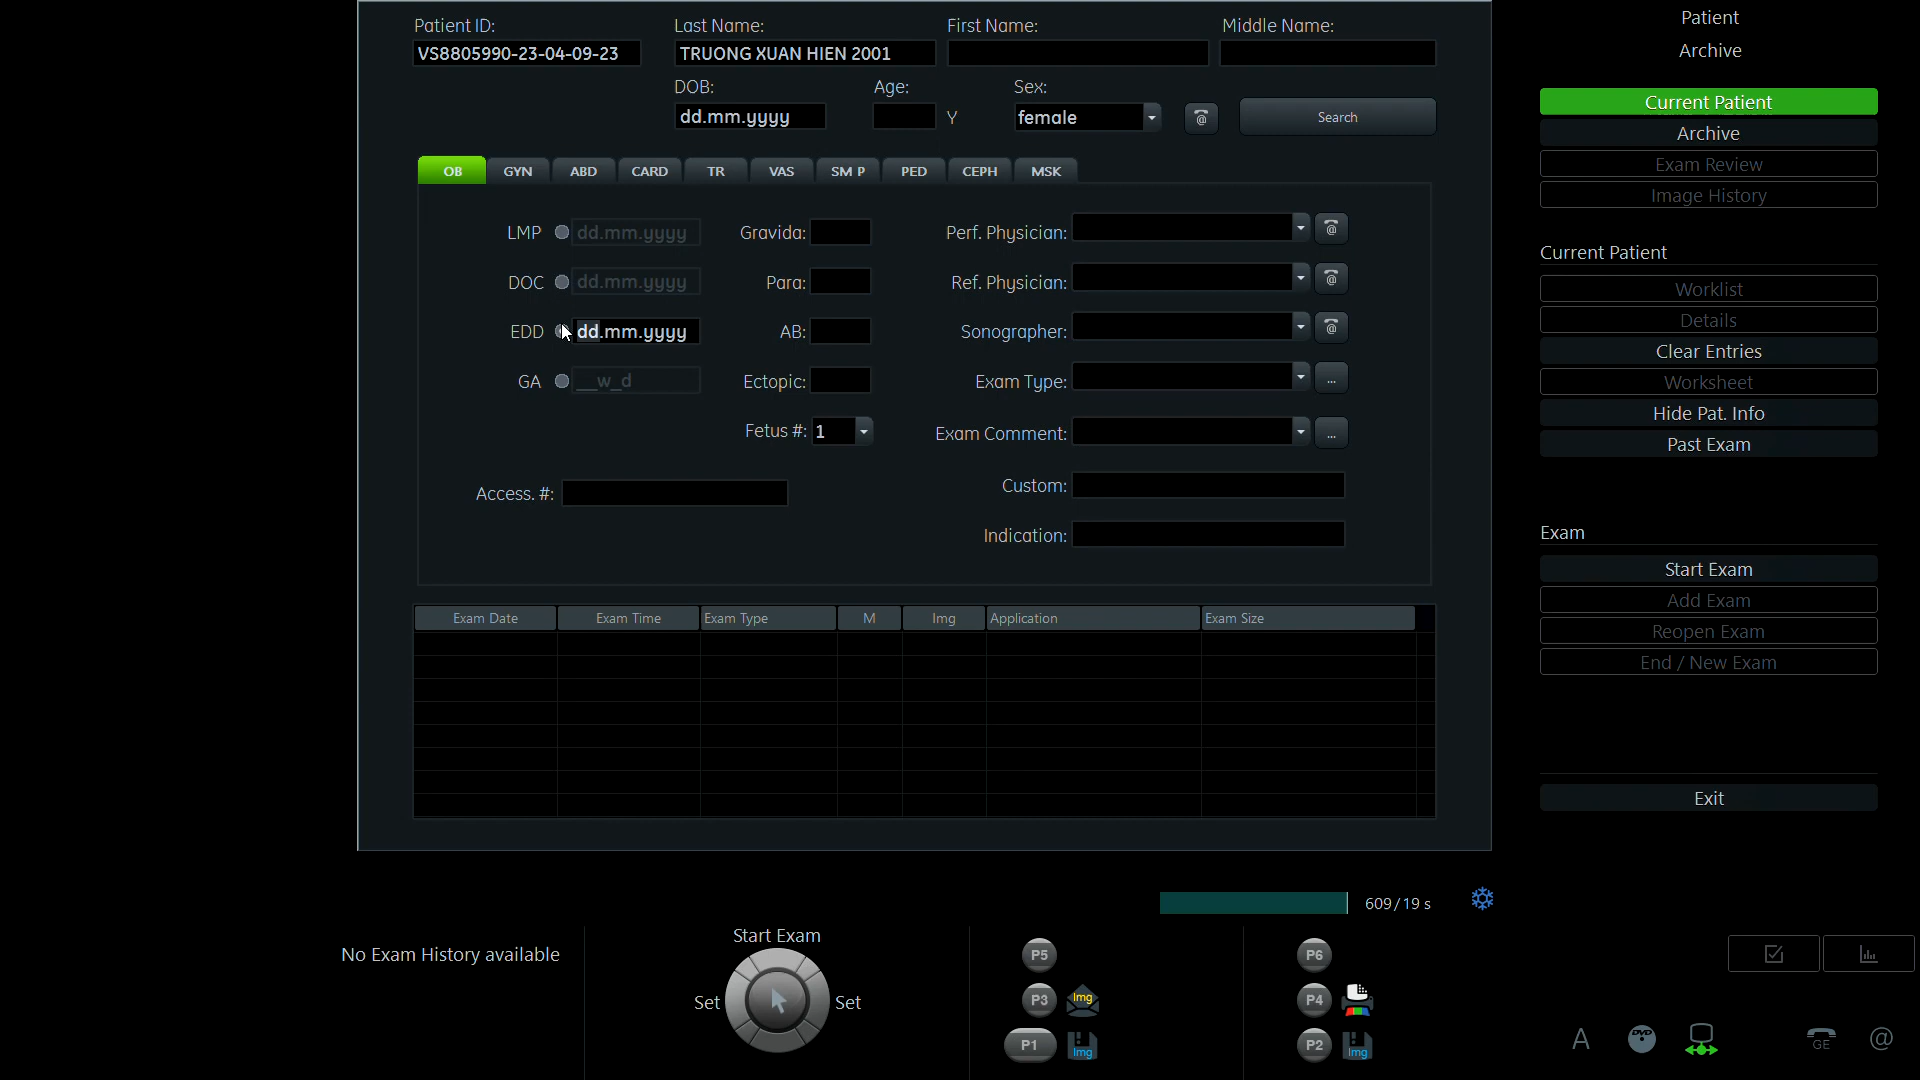 Patient ID: Last Name: First Name: Middle Name:
VS8805990-23-04-09-23 TRUONG XUAN HIEN 2001
DOB: Age: Sex:
dd.mm.yyyy Y female @ Search
OB GYN ABD CARD TR VAS SM P PED CEPH MSK
LMP dd.mm.yyyy Gravida: Perf. Physician: @
DOC dd.mm.yyyy Para: Ref. Physician: @
EDD dd.mm.yyyy AB: Sonographer: @
GA __w_d Ectopic: Exam Type: ...
Fetus #: 1 Exam Comment: ...
Access. #: Custom:
Indication:
Exam Date Exam Time Exam Type M Img Application Exam Size
Patient
Archive
Current Patient
Archive
Exam Review
Image History
Current Patient
Worklist
Details
Clear Entries
Worksheet
Hide Pat. Info
Past Exam
Exam
Start Exam
Add Exam
Reopen Exam
End / New Exam
Exit
609/19 s
No Exam History available
Start Exam
Set Set
P5 P6
P3 Img P4
P1 Img P2 Img
A DVD GE @